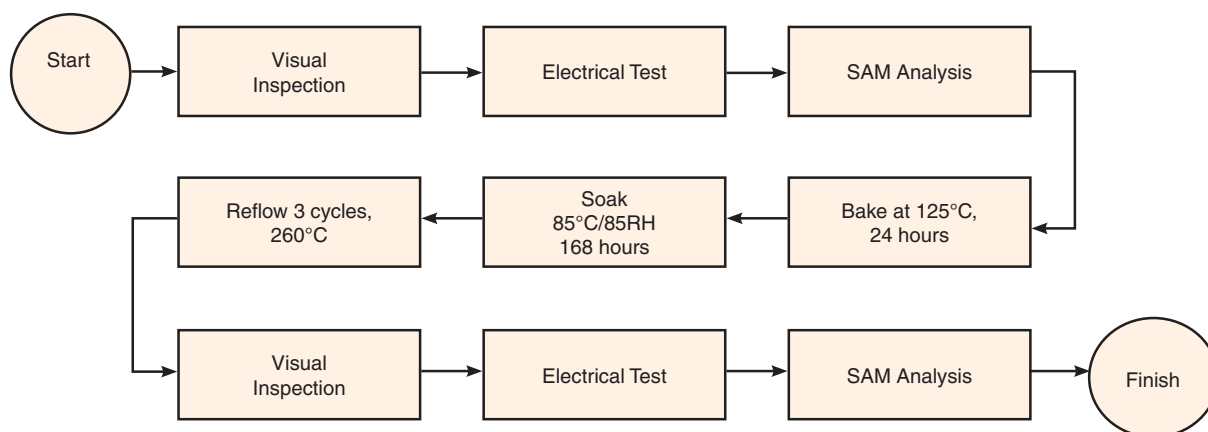 Start
Visual
Inspection
Electrical Test
SAM Analysis
Bake at 125°C,
24 hours
Soak
85°C/85RH
168 hours
Reflow 3 cycles,
260°C
Visual
Inspection
Electrical Test
SAM Analysis
Finish